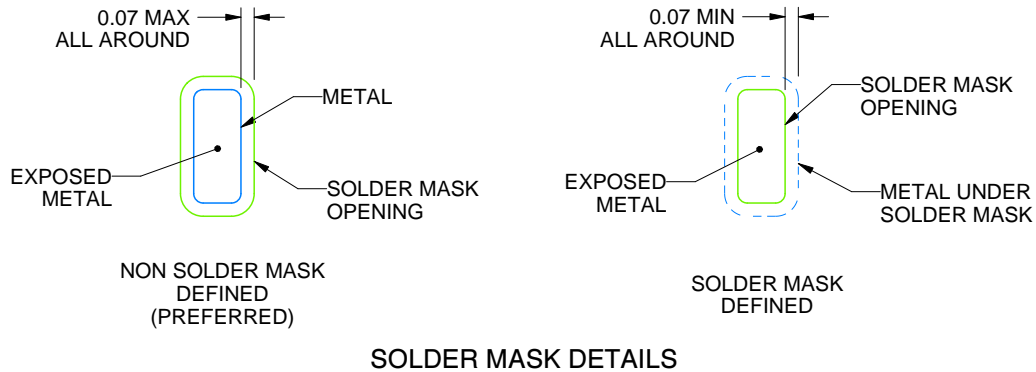 0.07 MAX
ALL AROUND
METAL
EXPOSED
METAL
SOLDER MASK
OPENING
NON SOLDER MASK
DEFINED
(PREFERRED)
0.07 MIN
ALL AROUND
SOLDER MASK
OPENING
EXPOSED
METAL
METAL UNDER
SOLDER MASK
SOLDER MASK
DEFINED
SOLDER MASK DETAILS